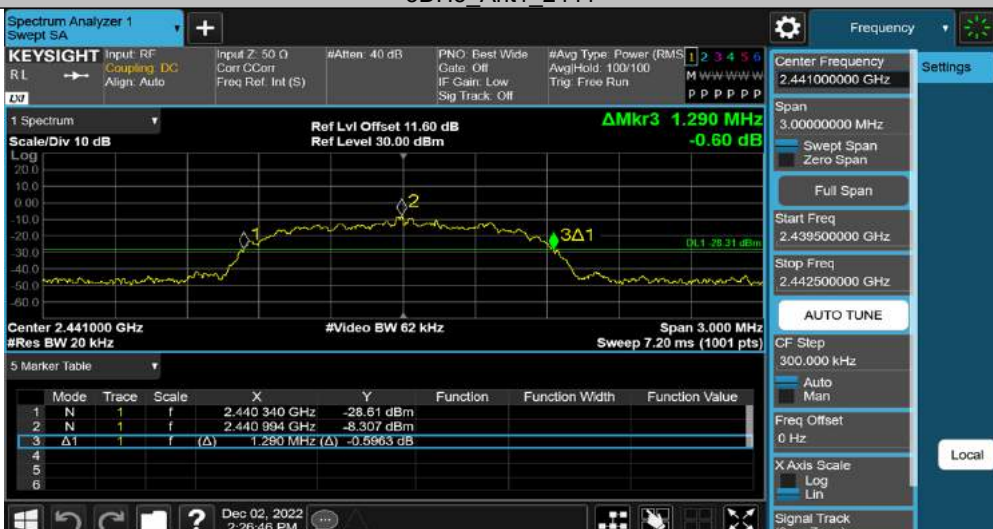 Spectrum Analyzer 1
Swept SA
Frequency
KEYSIGHT
RL
LXI
Input: RF
Coupling: DC
Align: Auto
Input Z: 50 Ω
Corr CCorr
Freq Ref: Int (S)
#Atten: 40 dB
PNO: Best Wide
Gate: Off
IF Gain: Low
Sig Track: Off
#Avg Type: Power (RMS
Avg|Hold: 100/100
Trig: Free Run
1 2 3 4 5 6
M W W W W W
P P P P P P
Center Frequency
2.441000000 GHz
Settings
Span
3.00000000 MHz
Swept Span
Zero Span
Full Span
Start Freq
2.439500000 GHz
Stop Freq
2.442500000 GHz
AUTO TUNE
CF Step
300.000 kHz
Auto
Man
Freq Offset
0 Hz
X Axis Scale
Log
Lin
Signal Track
Local
1 Spectrum
Scale/Div 10 dB
Ref Lvl Offset 11.60 dB
Ref Level 30.00 dBm
ΔMkr3 1.290 MHz
-0.60 dB
Log
20.0
10.0
0.00
-10.0
-20.0
-30.0
-40.0
-50.0
-60.0
1
2
3Δ1
DL1 -28.31 dBm
Center 2.441000 GHz
#Res BW 20 kHz
#Video BW 62 kHz
Span 3.000 MHz
Sweep 7.20 ms (1001 pts)
5 Marker Table
Mode Trace Scale X Y Function Function Width Function Value
1 N 1 f 2.440 340 GHz -28.61 dBm
2 N 1 f 2.440 994 GHz -8.307 dBm
3 Δ1 1 f (Δ) 1.290 MHz (Δ) -0.5963 dB
4
5
6
?
Dec 02, 2022
2:26:46 PM